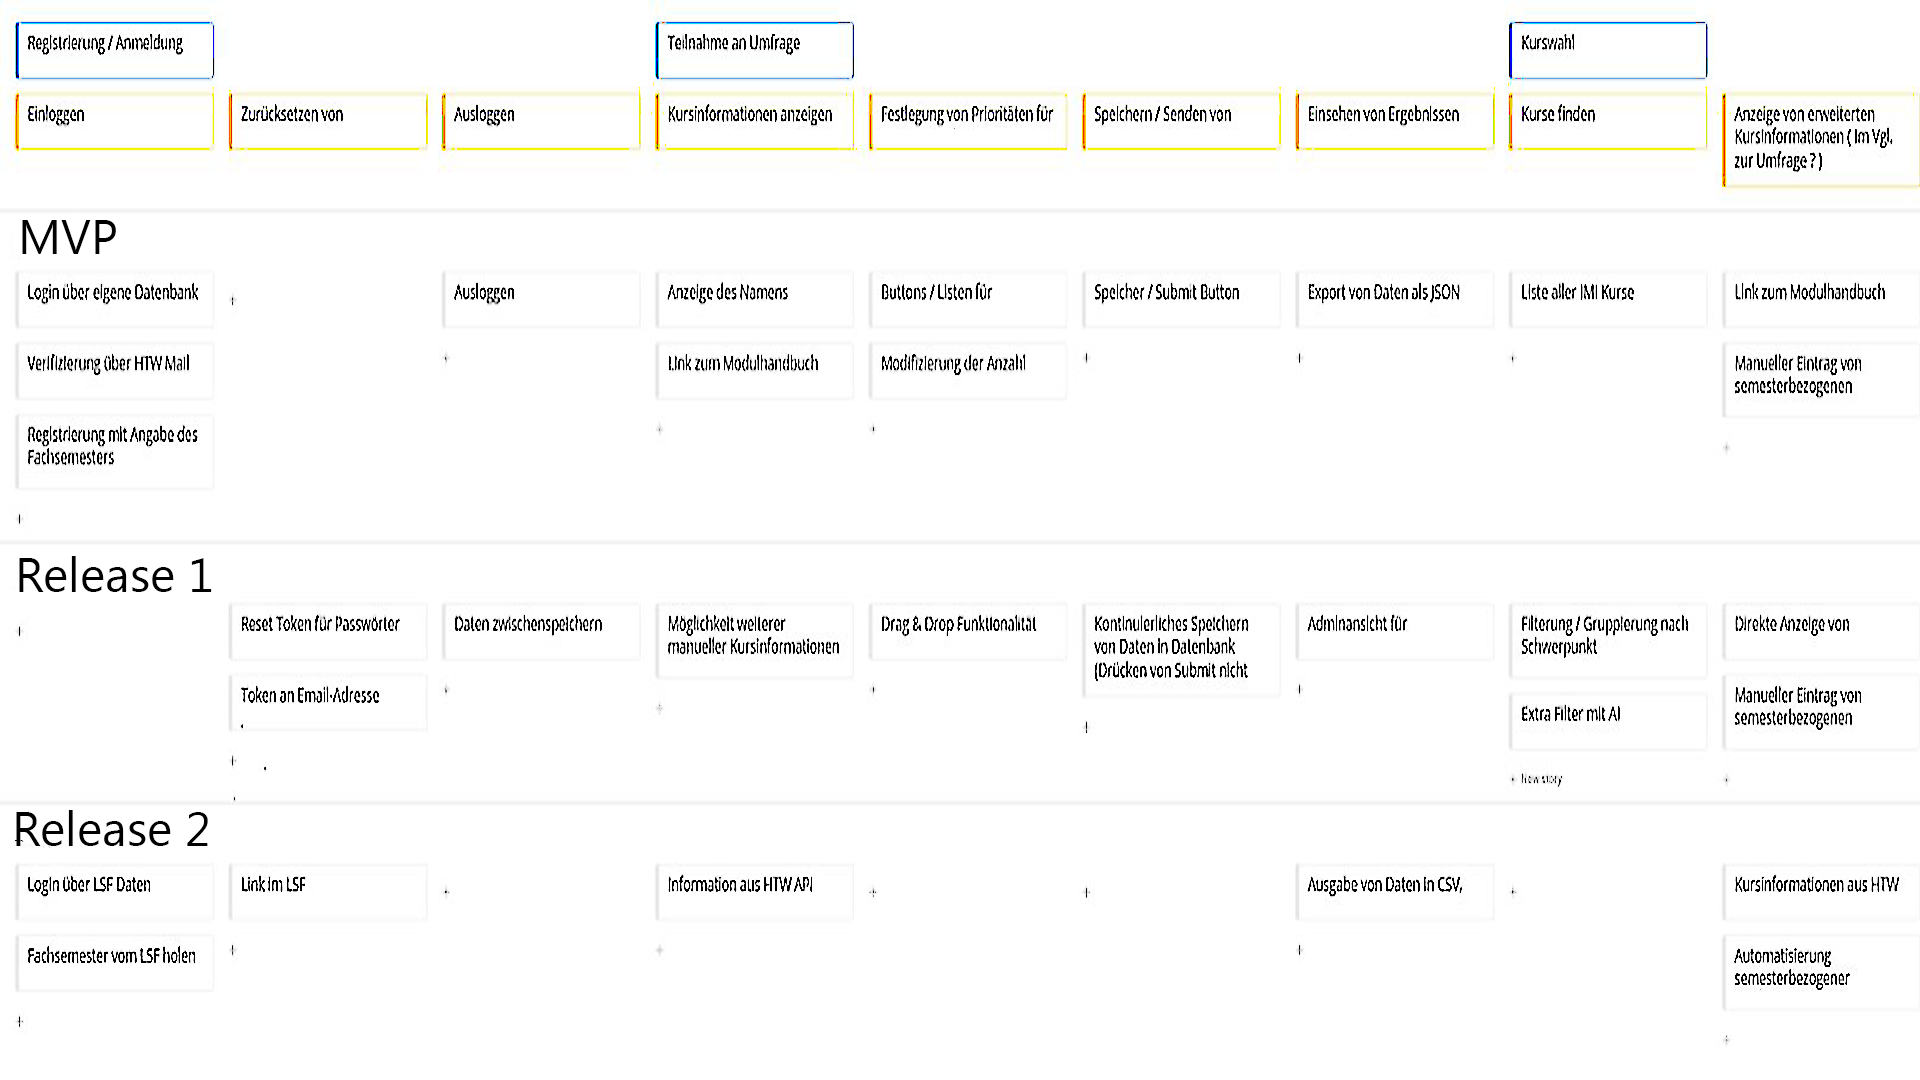 Registrierung / Anmeldung
Teilnahme an Umfrage
Kurswahl
Einloggen
Zurücksetzen von
Ausloggen
Kursinformationen anzeigen
Festlegung von Prioritäten für
Speichern / Senden von
Einsehen von Ergebnissen
Kurse finden
Anzeige von erweiterten
Kursinformationen ( im Vgl.
zur Umfrage ? )
MVP
Login über eigene Datenbank
Ausloggen
Anzeige des Namens
Buttons / Listen für
Speicher / Submit Button
Export von Daten als JSON
Liste aller IMI Kurse
Link zum Modulhandbuch
Verifizierung über HTW Mail
Link zum Modulhandbuch
Modifizierung der Anzahl
Manueller Eintrag von
semesterbezogenen
Registrierung mit Angabe des
Fachsemesters
Release 1
Reset Token für Passwörter
Daten zwischenspeichern
Möglichkeit weiterer
manueller Kursinformationen
Drag & Drop Funktionalität
Kontinuierliches Speichern
von Daten in Datenbank
(Drücken von Submit nicht
Adminansicht für
Filterung / Gruppierung nach
Schwerpunkt
Direkte Anzeige von
Token an Email-Adresse
Extra Filter mit AI
Manueller Eintrag von
semesterbezogenen
+ New story
Release 2
Login über LSF Daten
Link im LSF
Information aus HTW API
Ausgabe von Daten in CSV,
Kursinformationen aus HTW
Fachsemester vom LSF holen
Automatisierung
semesterbezogener